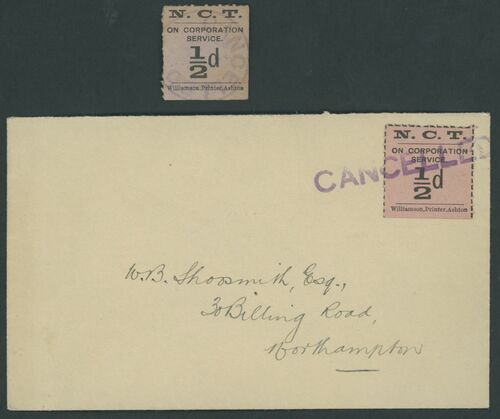 N. C. T.
ON CORPORATION
SERVICE.
1/2d
Williamson, Printer, Ashton
N. C. T.
ON CORPORATION
SERVICE.
1/2d
Williamson, Printer, Ashton
CANCELLED
W.B. Shoosmith, Esq.,
30 Billing Road,
Northampton